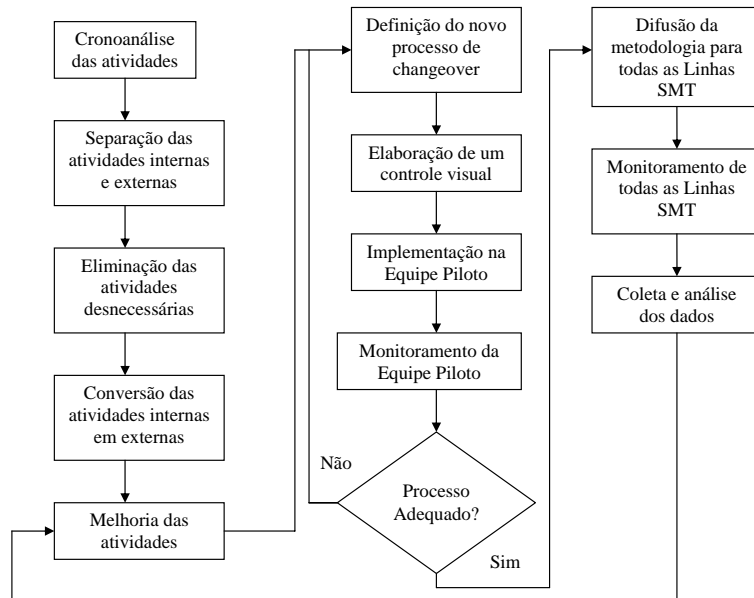 Cronoanálise
das atividades
Separação das
atividades internas
e externas
Eliminação das
atividades
desnecessárias
Conversão das
atividades internas
em externas
Melhoria das
atividades
Definição do novo
processo de
changeover
Elaboração de um
controle visual
Implementação na
Equipe Piloto
Monitoramento da
Equipe Piloto
Não
Processo
Adequado?
Sim
Difusão da
metodologia para
todas as Linhas
SMT
Monitoramento de
todas as Linhas
SMT
Coleta e análise
dos dados